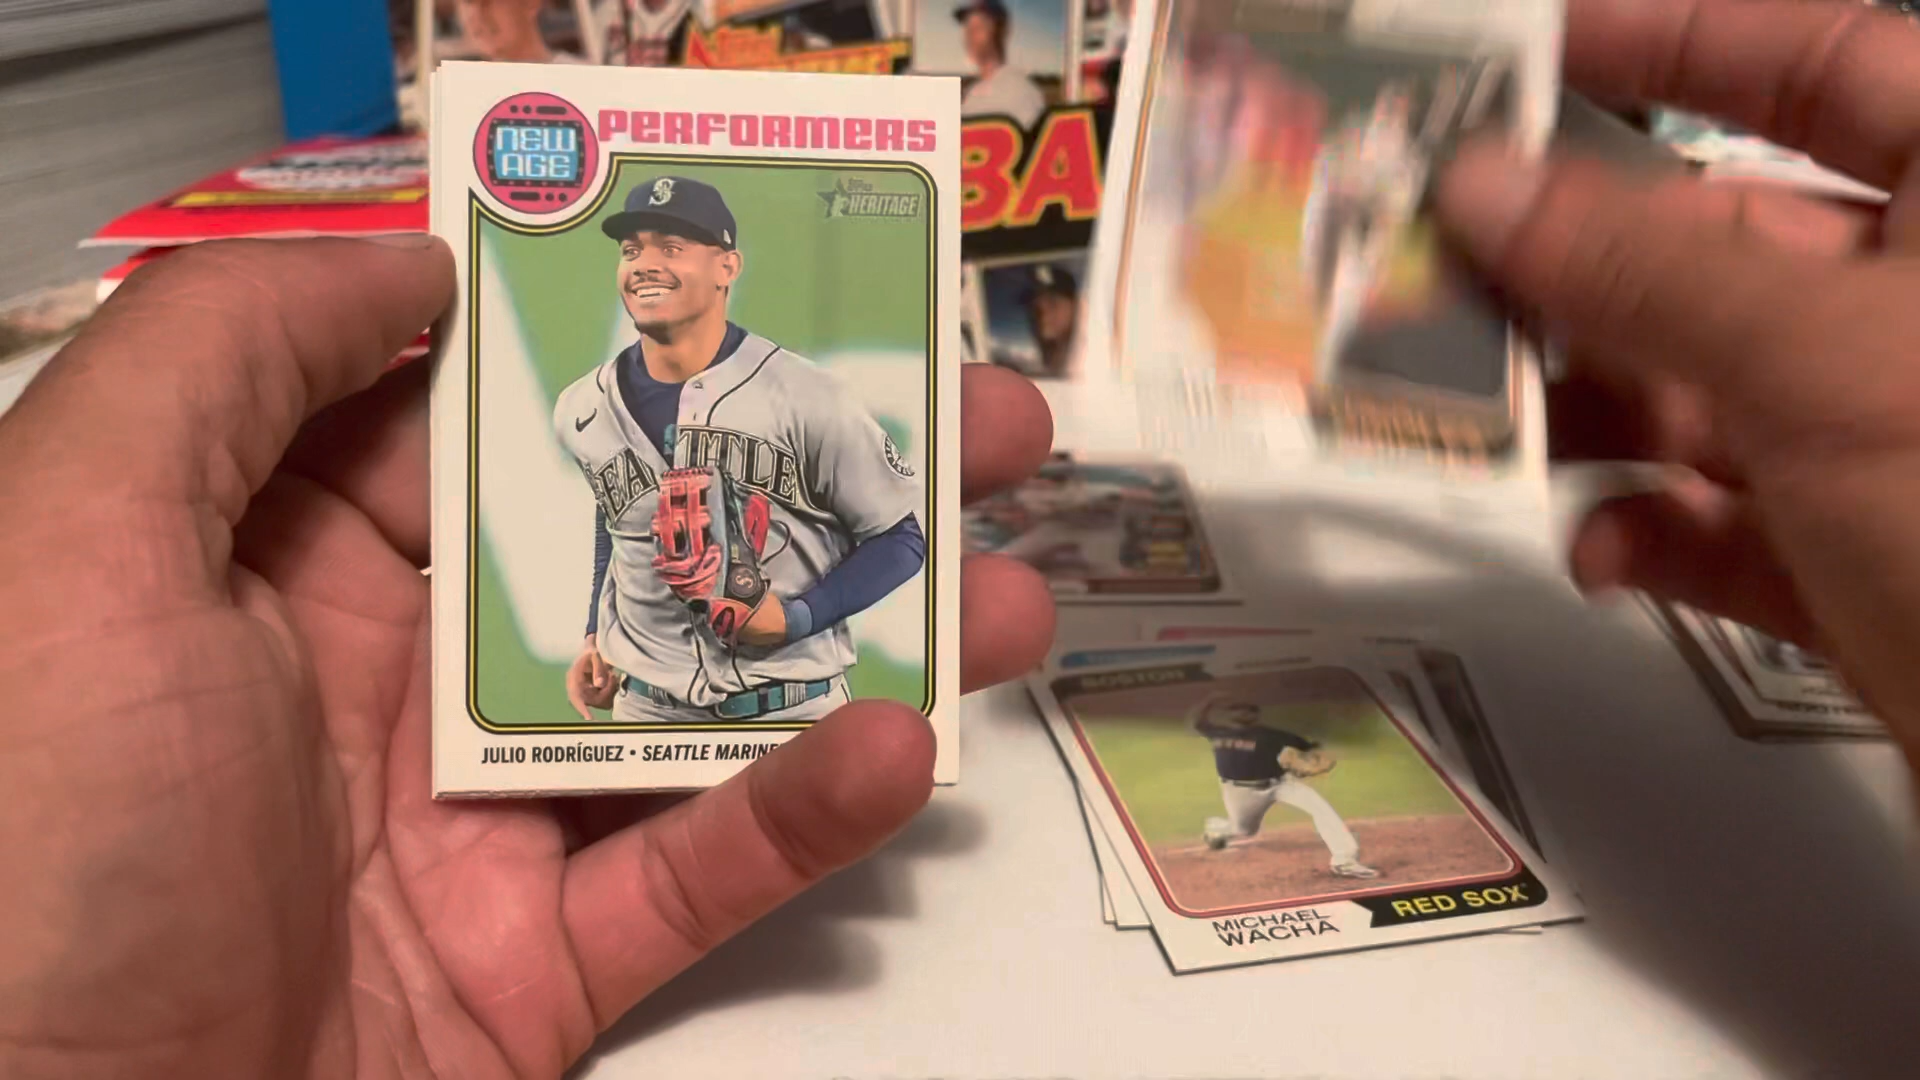 NEW
AGE
PERFORMERS
Topps
HERITAGE
SEATTLE
JULIO RODRÍGUEZ • SEATTLE MARINE
BA
BOSTON
MICHAEL
WACHA
RED SOX